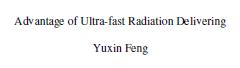 Advantage of Ultra-fast Radiation Delivering
Yuxin Feng